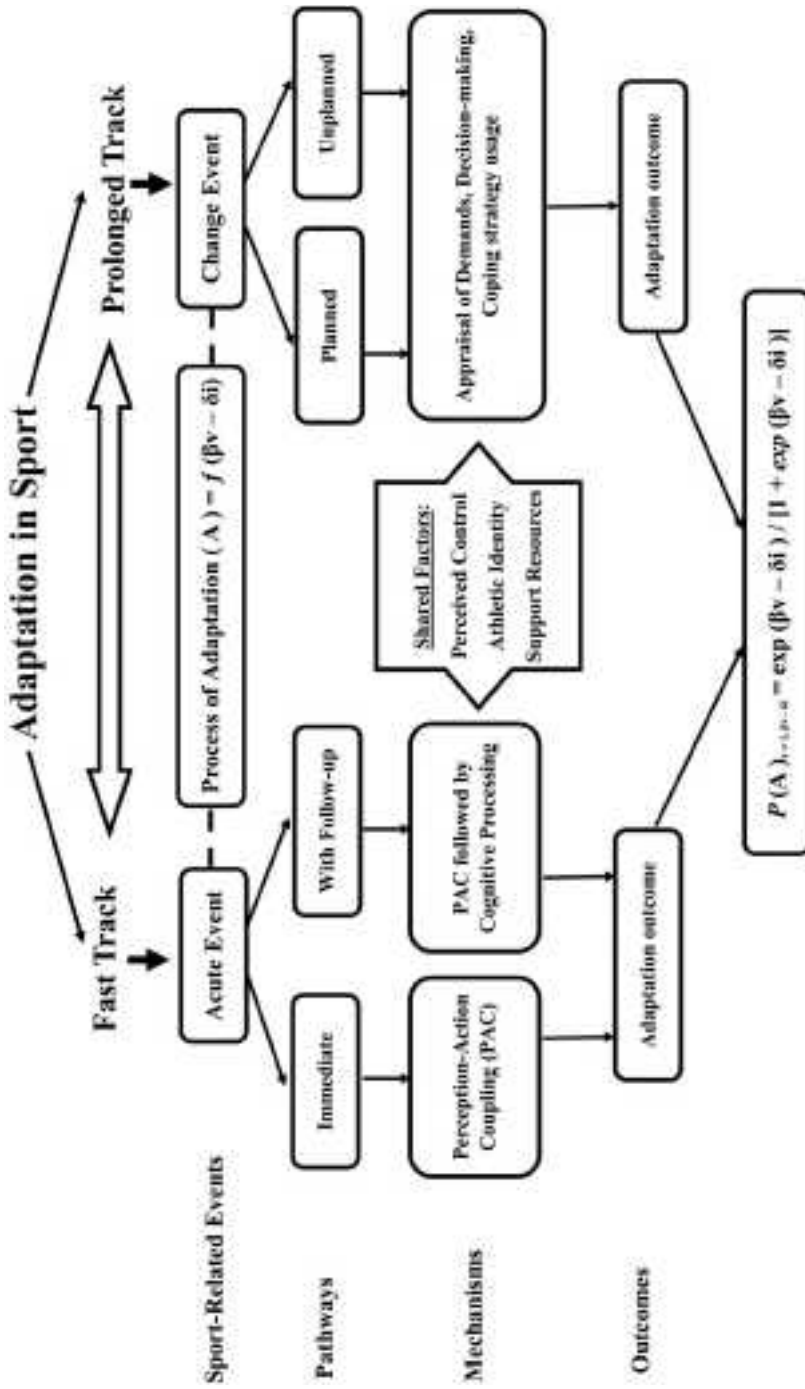 Adaptation in Sport
Fast Track
Prolonged Track
Sport-Related Events
Acute Event
Process of Adaptation ( A ) = f (βv – δi )
Change Event
Pathways
Immediate
With Follow-up
Planned
Unplanned
Mechanisms
Perception-Action
Coupling (PAC)
PAC followed by
Cognitive Processing
Shared Factors:
Perceived Control
Athletic Identity
Support Resources
Appraisal of Demands, Decision-making,
Coping strategy usage
Outcomes
Adaptation outcome
Adaptation outcome
P (A) = exp (βv – δi ) / [1 + exp (βv – δi )]